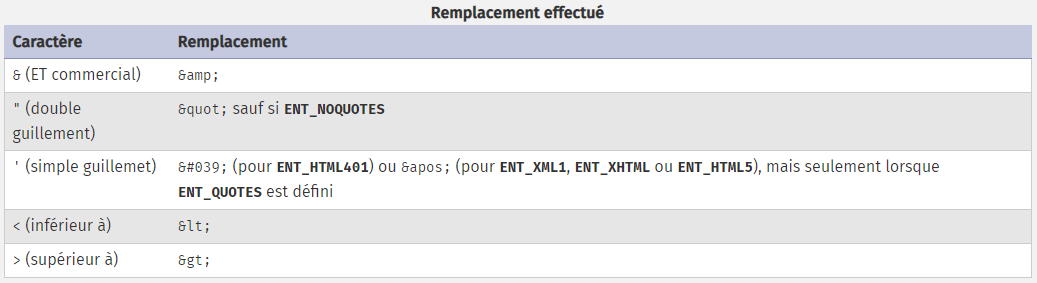 Remplacement effectué
Caractère Remplacement
& (ET commercial) &amp;
" (double &quot; sauf si ENT_NOQUOTES
guillement)
' (simple guillemet) &#039; (pour ENT_HTML401) ou &apos; (pour ENT_XML1, ENT_XHTML ou ENT_HTML5), mais seulement lorsque
ENT_QUOTES est défini
< (inférieur à) &lt;
> (supérieur à) &gt;